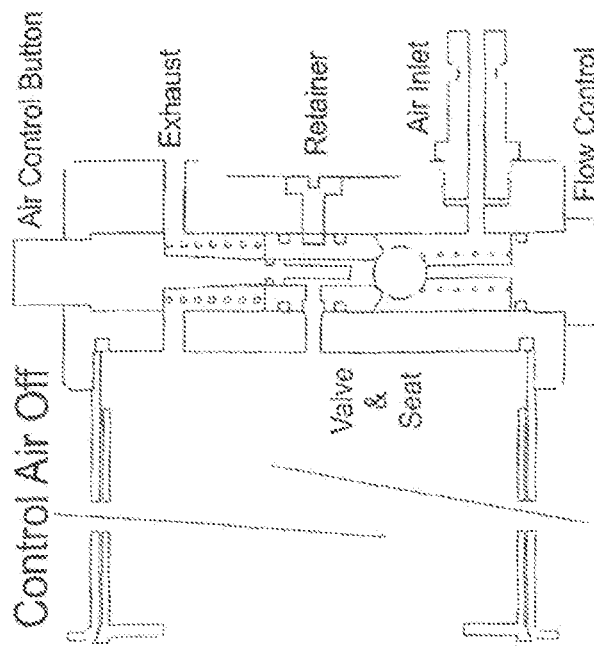 Control Air Off
Air Control Button
Exhaust
Retainer
Air Inlet
Flow Control
Valve
&
Seat